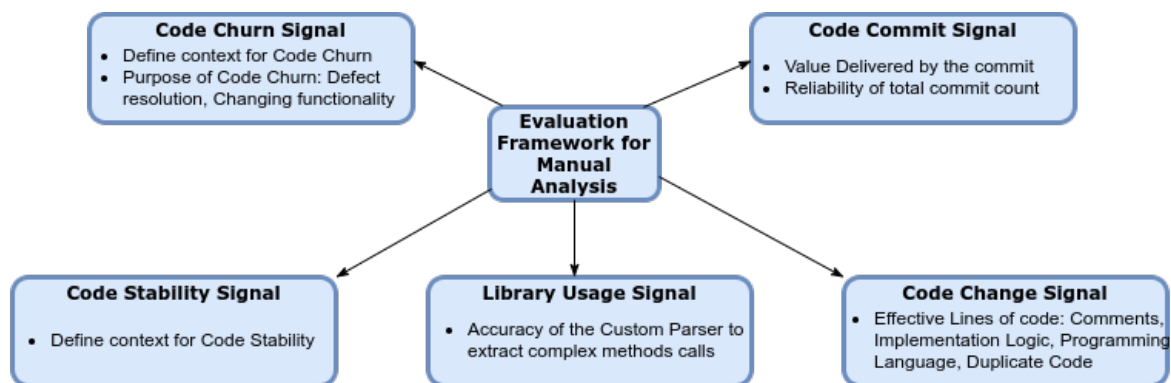 Code Churn Signal
• Define context for Code Churn
• Purpose of Code Churn: Defect
resolution, Changing functionality
Code Commit Signal
• Value Delivered by the commit
• Reliability of total commit count
Evaluation
Framework for
Manual
Analysis
Code Stability Signal
• Define context for Code Stability
Library Usage Signal
• Accuracy of the Custom Parser to
extract complex methods calls
Code Change Signal
• Effective Lines of code: Comments,
Implementation Logic, Programming
Language, Duplicate Code